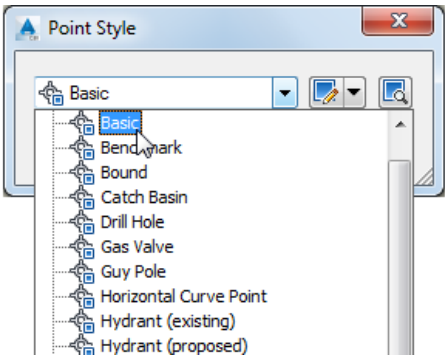 Point Style
Basic
Basic
Benchmark
Bound
Catch Basin
Drill Hole
Gas Valve
Guy Pole
Horizontal Curve Point
Hydrant (existing)
Hydrant (proposed)